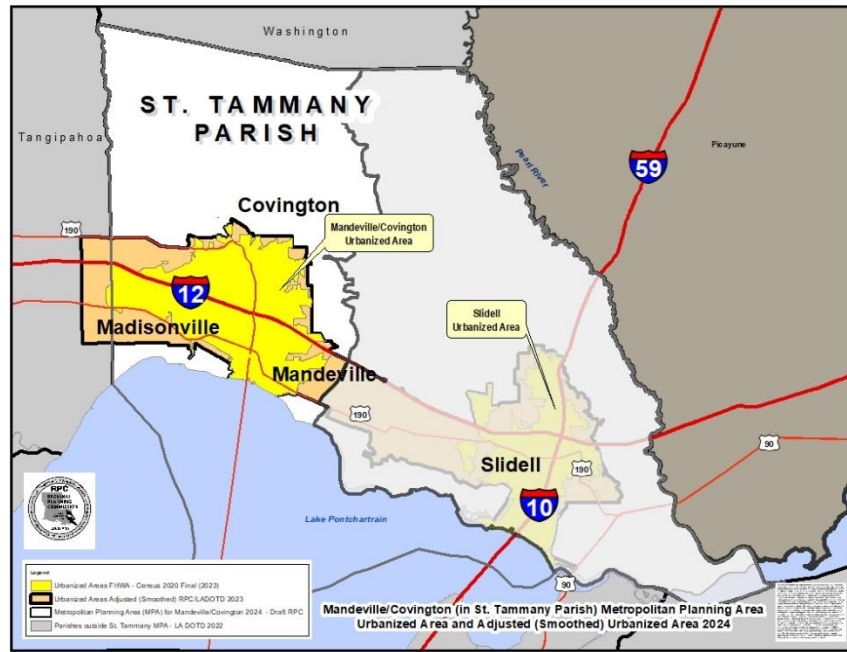 Washington
ST. TAMMANY
PARISH
Tangipahoa
Pearl River
59
Picayune
Covington
190
Mandeville/Covington
Urbanized Area
12
Slidell
Urbanized Area
Madisonville
Mandeville
190
90
Slidell
190
10
Lake Pontchartrain
90
RPC
REGIONAL
PLANNING
COMMISSION
Legend
Urbanized Areas FHWA - Census 2020 Final (2023)
Urbanized Areas Adjusted (Smoothed) RPC/LADOTD 2023
Metropolitan Planning Area (MPA) for Mandeville/Covington 2024 - Draft RPC
Parishes outside St. Tammany MPA - LA DOTD 2022
Mandeville/Covington (in St. Tammany Parish) Metropolitan Planning Area
Urbanized Area and Adjusted (Smoothed) Urbanized Area 2024